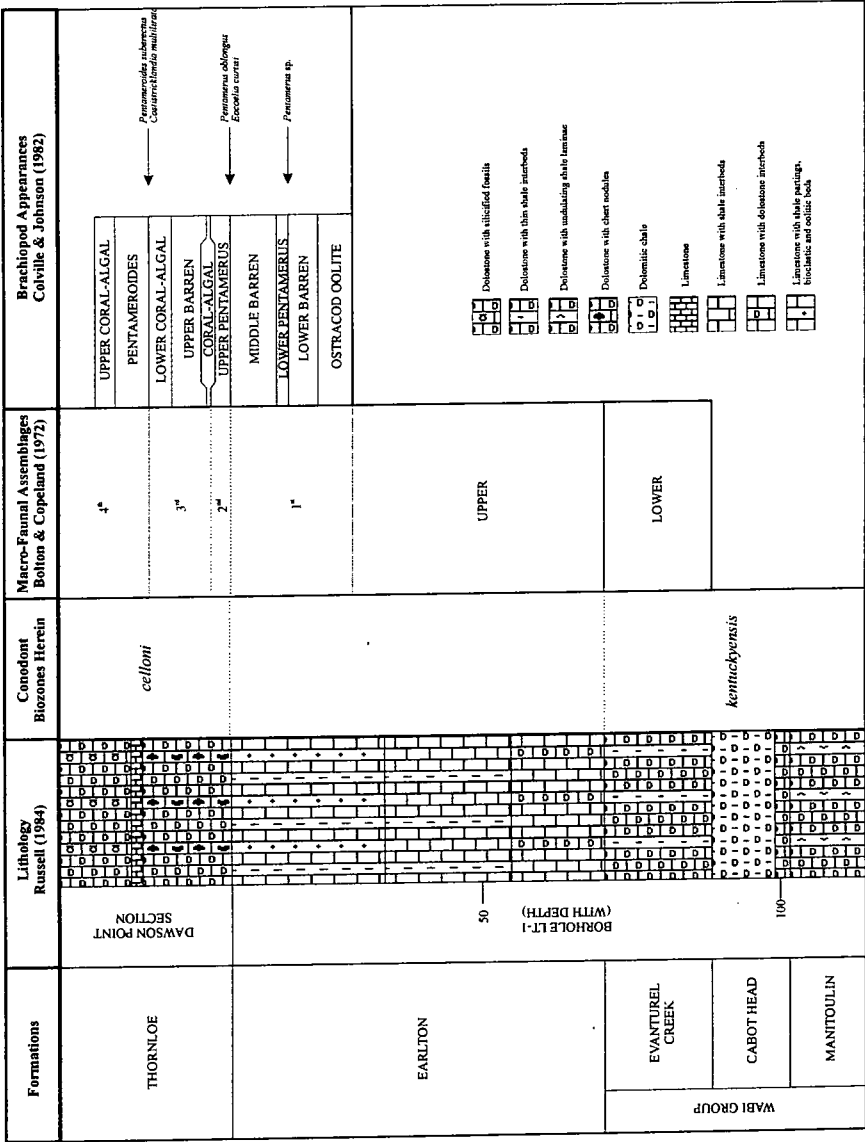 Formations
THORNLOE
EARLTON
EVANTUREL
CREEK
CABOT HEAD
MANITOULIN
WABI GROUP
Lithology
Russell (1984)
DAWSON POINT
SECTION
50
BORHOLE LT-1
(WITH DEPTH)
100
Conodont
Biozones Herein
celloni
kentuckyensis
Macro-Faunal Assemblages
Bolton & Copeland (1972)
4th
3rd
2nd
1st
UPPER
LOWER
Brachiopod Appearances
Colville & Johnson (1982)
UPPER CORAL-ALGAL
PENTAMEROIDES
LOWER CORAL-ALGAL
UPPER BARREN
CORAL-ALGAL
UPPER PENTAMERUS
MIDDLE BARREN
LOWER PENTAMERUS
LOWER BARREN
OSTRACOD OOLITE
Pentameroides subrectus
Costistricklandia multilirata
Pentamerus oblongus
Eocoelia curtisi
Pentamerus sp.
Dolostone with silicified fossils
Dolostone with thin shale interbeds
Dolostone with undulating shale laminae
Dolostone with chert nodules
Dolomitic shale
Limestone
Limestone with shale interbeds
Limestone with dolostone interbeds
Limestone with shale partings,
bioclastic and oolitic beds